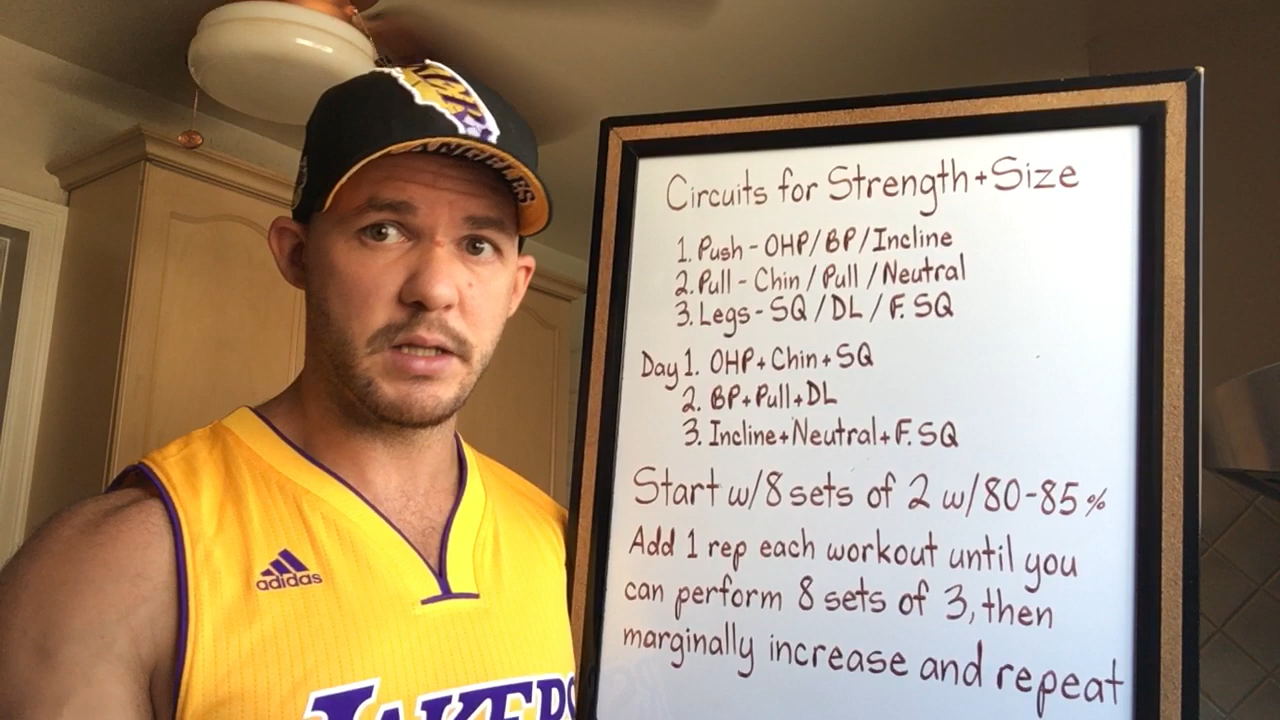 ANGELES
adidas
LAKERS
Circuits for Strength+Size
1. Push - OHP/BP/Incline
2. Pull - Chin / Pull / Neutral
3. Legs - SQ / DL / F. SQ
Day 1. OHP + Chin + SQ
2. BP + Pull + DL
3. Incline + Neutral + F. SQ
Start w/8 sets of 2 w/80-85%
Add 1 rep each workout until you
can perform 8 sets of 3, then
marginally increase and repeat